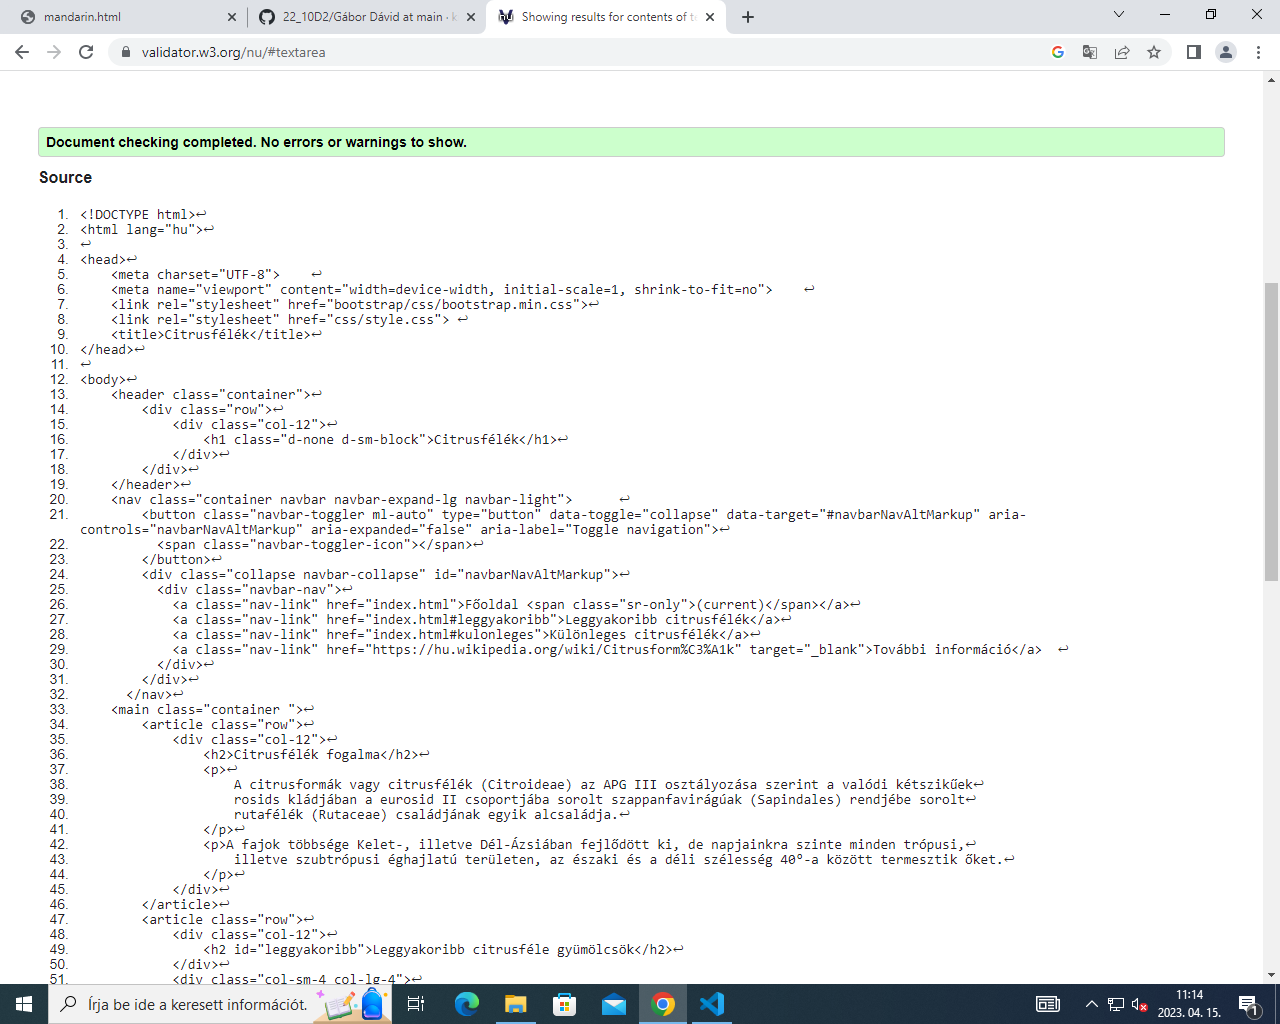 mandarin.html
22_10D2/Gábor Dávid at main · k
Showing results for contents of te
validator.w3.org/nu/#textarea
Document checking completed. No errors or warnings to show.
Source
1. <!DOCTYPE html>↩
2. <html lang="hu">↩
3. ↩
4. <head>↩
5. <meta charset="UTF-8">    ↩
6. <meta name="viewport" content="width=device-width, initial-scale=1, shrink-to-fit=no">    ↩
7. <link rel="stylesheet" href="bootstrap/css/bootstrap.min.css">↩
8. <link rel="stylesheet" href="css/style.css"> ↩
9. <title>Citrusfélék</title>↩
10. </head>↩
11. ↩
12. <body>↩
13. <header class="container">↩
14. <div class="row">↩
15. <div class="col-12">↩
16. <h1 class="d-none d-sm-block">Citrusfélék</h1>↩
17. </div>↩
18. </div>↩
19. </header>↩
20. <nav class="container navbar navbar-expand-lg navbar-light">      ↩
21. <button class="navbar-toggler ml-auto" type="button" data-toggle="collapse" data-target="#navbarNavAltMarkup" aria-
controls="navbarNavAltMarkup" aria-expanded="false" aria-label="Toggle navigation">↩
22. <span class="navbar-toggler-icon"></span>↩
23. </button>↩
24. <div class="collapse navbar-collapse" id="navbarNavAltMarkup">↩
25. <div class="navbar-nav">↩
26. <a class="nav-link" href="index.html">Főoldal <span class="sr-only">(current)</span></a>↩
27. <a class="nav-link" href="index.html#leggyakoribb">Leggyakoribb citrusfélék</a>↩
28. <a class="nav-link" href="index.html#kulonleges">Különleges citrusfélék</a>↩
29. <a class="nav-link" href="https://hu.wikipedia.org/wiki/Citrusform%C3%A1k" target="_blank">További információ</a>  ↩
30. </div>↩
31. </div>↩
32. </nav>↩
33. <main class="container ">↩
34. <article class="row">↩
35. <div class="col-12">↩
36. <h2>Citrusfélék fogalma</h2>↩
37. <p>↩
38. A citrusformák vagy citrusfélék (Citroideae) az APG III osztályozása szerint a valódi kétszikűek↩
39. rosids kládjában a eurosid II csoportjába sorolt szappanfavirágúak (Sapindales) rendjébe sorolt↩
40. rutafélék (Rutaceae) családjának egyik alcsaládja.↩
41. </p>↩
42. <p>A fajok többsége Kelet-, illetve Dél-Ázsiában fejlődött ki, de napjainkra szinte minden trópusi,↩
43. illetve szubtrópusi éghajlatú területen, az északi és a déli szélesség 40°-a között termesztik őket.↩
44. </p>↩
45. </div>↩
46. </article>↩
47. <article class="row">↩
48. <div class="col-12">↩
49. <h2 id="leggyakoribb">Leggyakoribb citrusféle gyümölcsök</h2>↩
50. </div>↩
51. <div class="col-sm-4 col-lg-4">↩
Írja be ide a keresett információt.
11:14
2023. 04. 15.
1